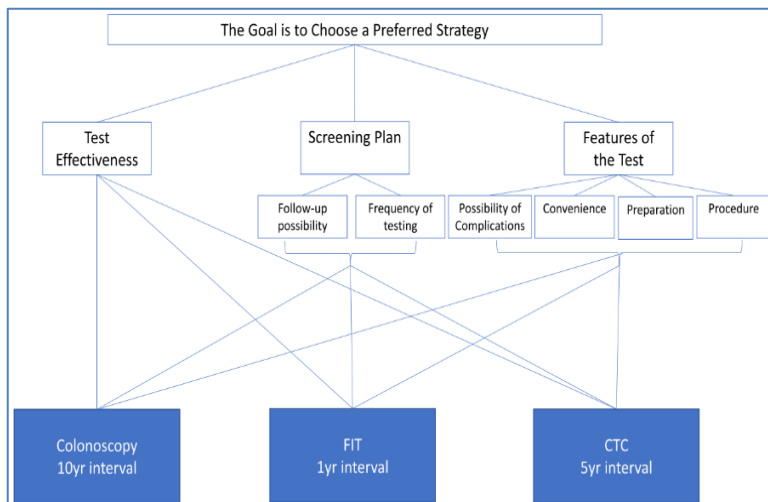 The Goal is to Choose a Preferred Strategy
Test
Effectiveness
Screening Plan
Features of
the Test
Follow-up
possibility
Frequency of
testing
Possibility of
Complications
Convenience
Preparation
Procedure
Colonoscopy
10yr interval
FIT
1yr interval
CTC
5yr interval